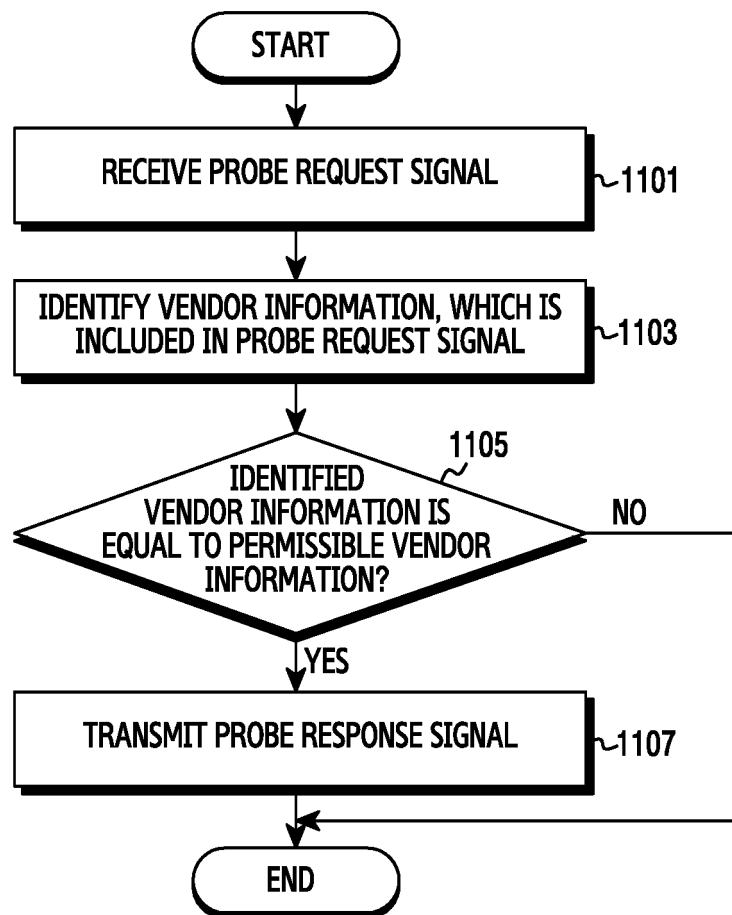 START
RECEIVE PROBE REQUEST SIGNAL
1101
IDENTIFY VENDOR INFORMATION, WHICH IS
INCLUDED IN PROBE REQUEST SIGNAL
1103
1105
IDENTIFIED
VENDOR INFORMATION IS
EQUAL TO PERMISSIBLE VENDOR
INFORMATION?
NO
YES
TRANSMIT PROBE RESPONSE SIGNAL
1107
END